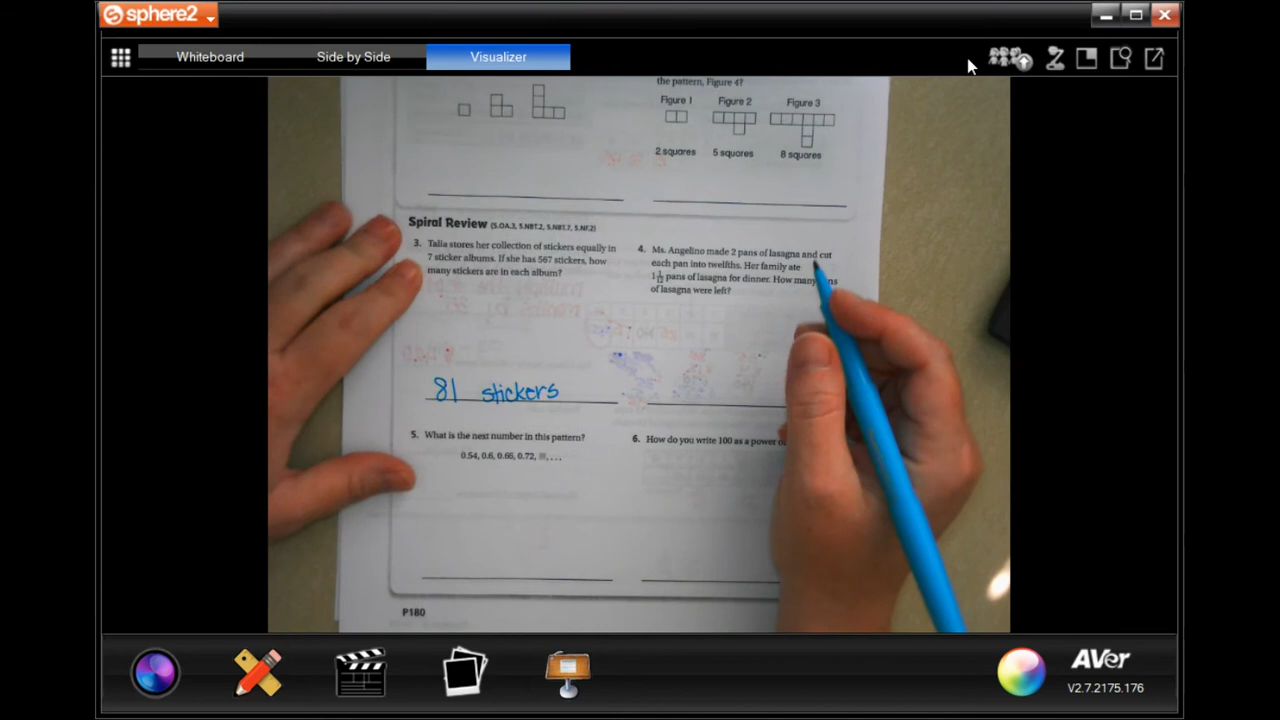 sphere2
Whiteboard Side by Side Visualizer
the pattern, Figure 4?
Figure 1 Figure 2 Figure 3
2 squares 5 squares 8 squares
Spiral Review (5.OA.3, 5.NBT.2, 5.NBT.7, 5.NF.2)
3. Talia stores her collection of stickers equally in
7 sticker albums. If she has 567 stickers, how
many stickers are in each album?
4. Ms. Angelino made 2 pans of lasagna and cut
each pan into twelfths. Her family ate
1 1/12 pans of lasagna for dinner. How many
of lasagna were left?
81 stickers
5. What is the next number in this pattern?
0.54, 0.6, 0.66, 0.72, ■, . . .
6. How do you write 100 as a power
P180
AVer
V2.7.2175.176